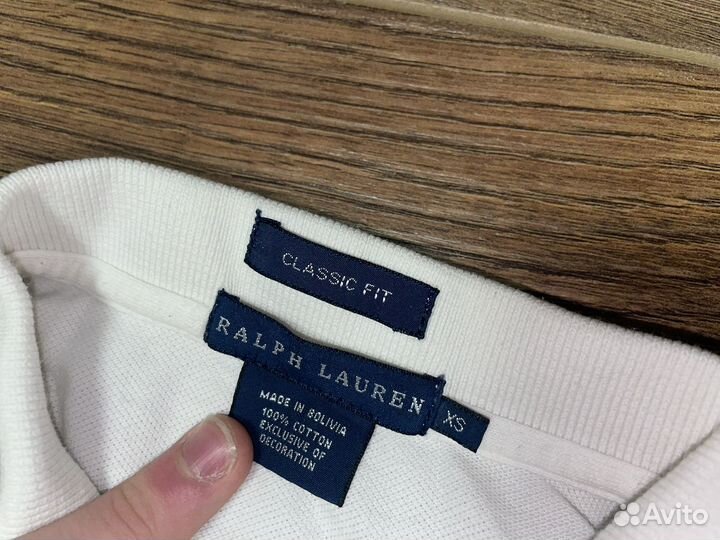 CLASSIC FIT
RALPH LAUREN
XS
MADE IN BOLIVIA
100% COTTON
EXCLUSIVE OF
DECORATION
Avito